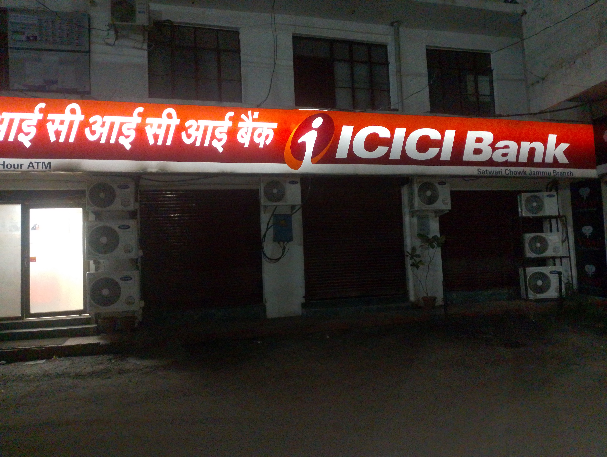 आई सी आई सी आई बैंक ICICI Bank
Hour ATM
Satwari Chowk Jammu Branch